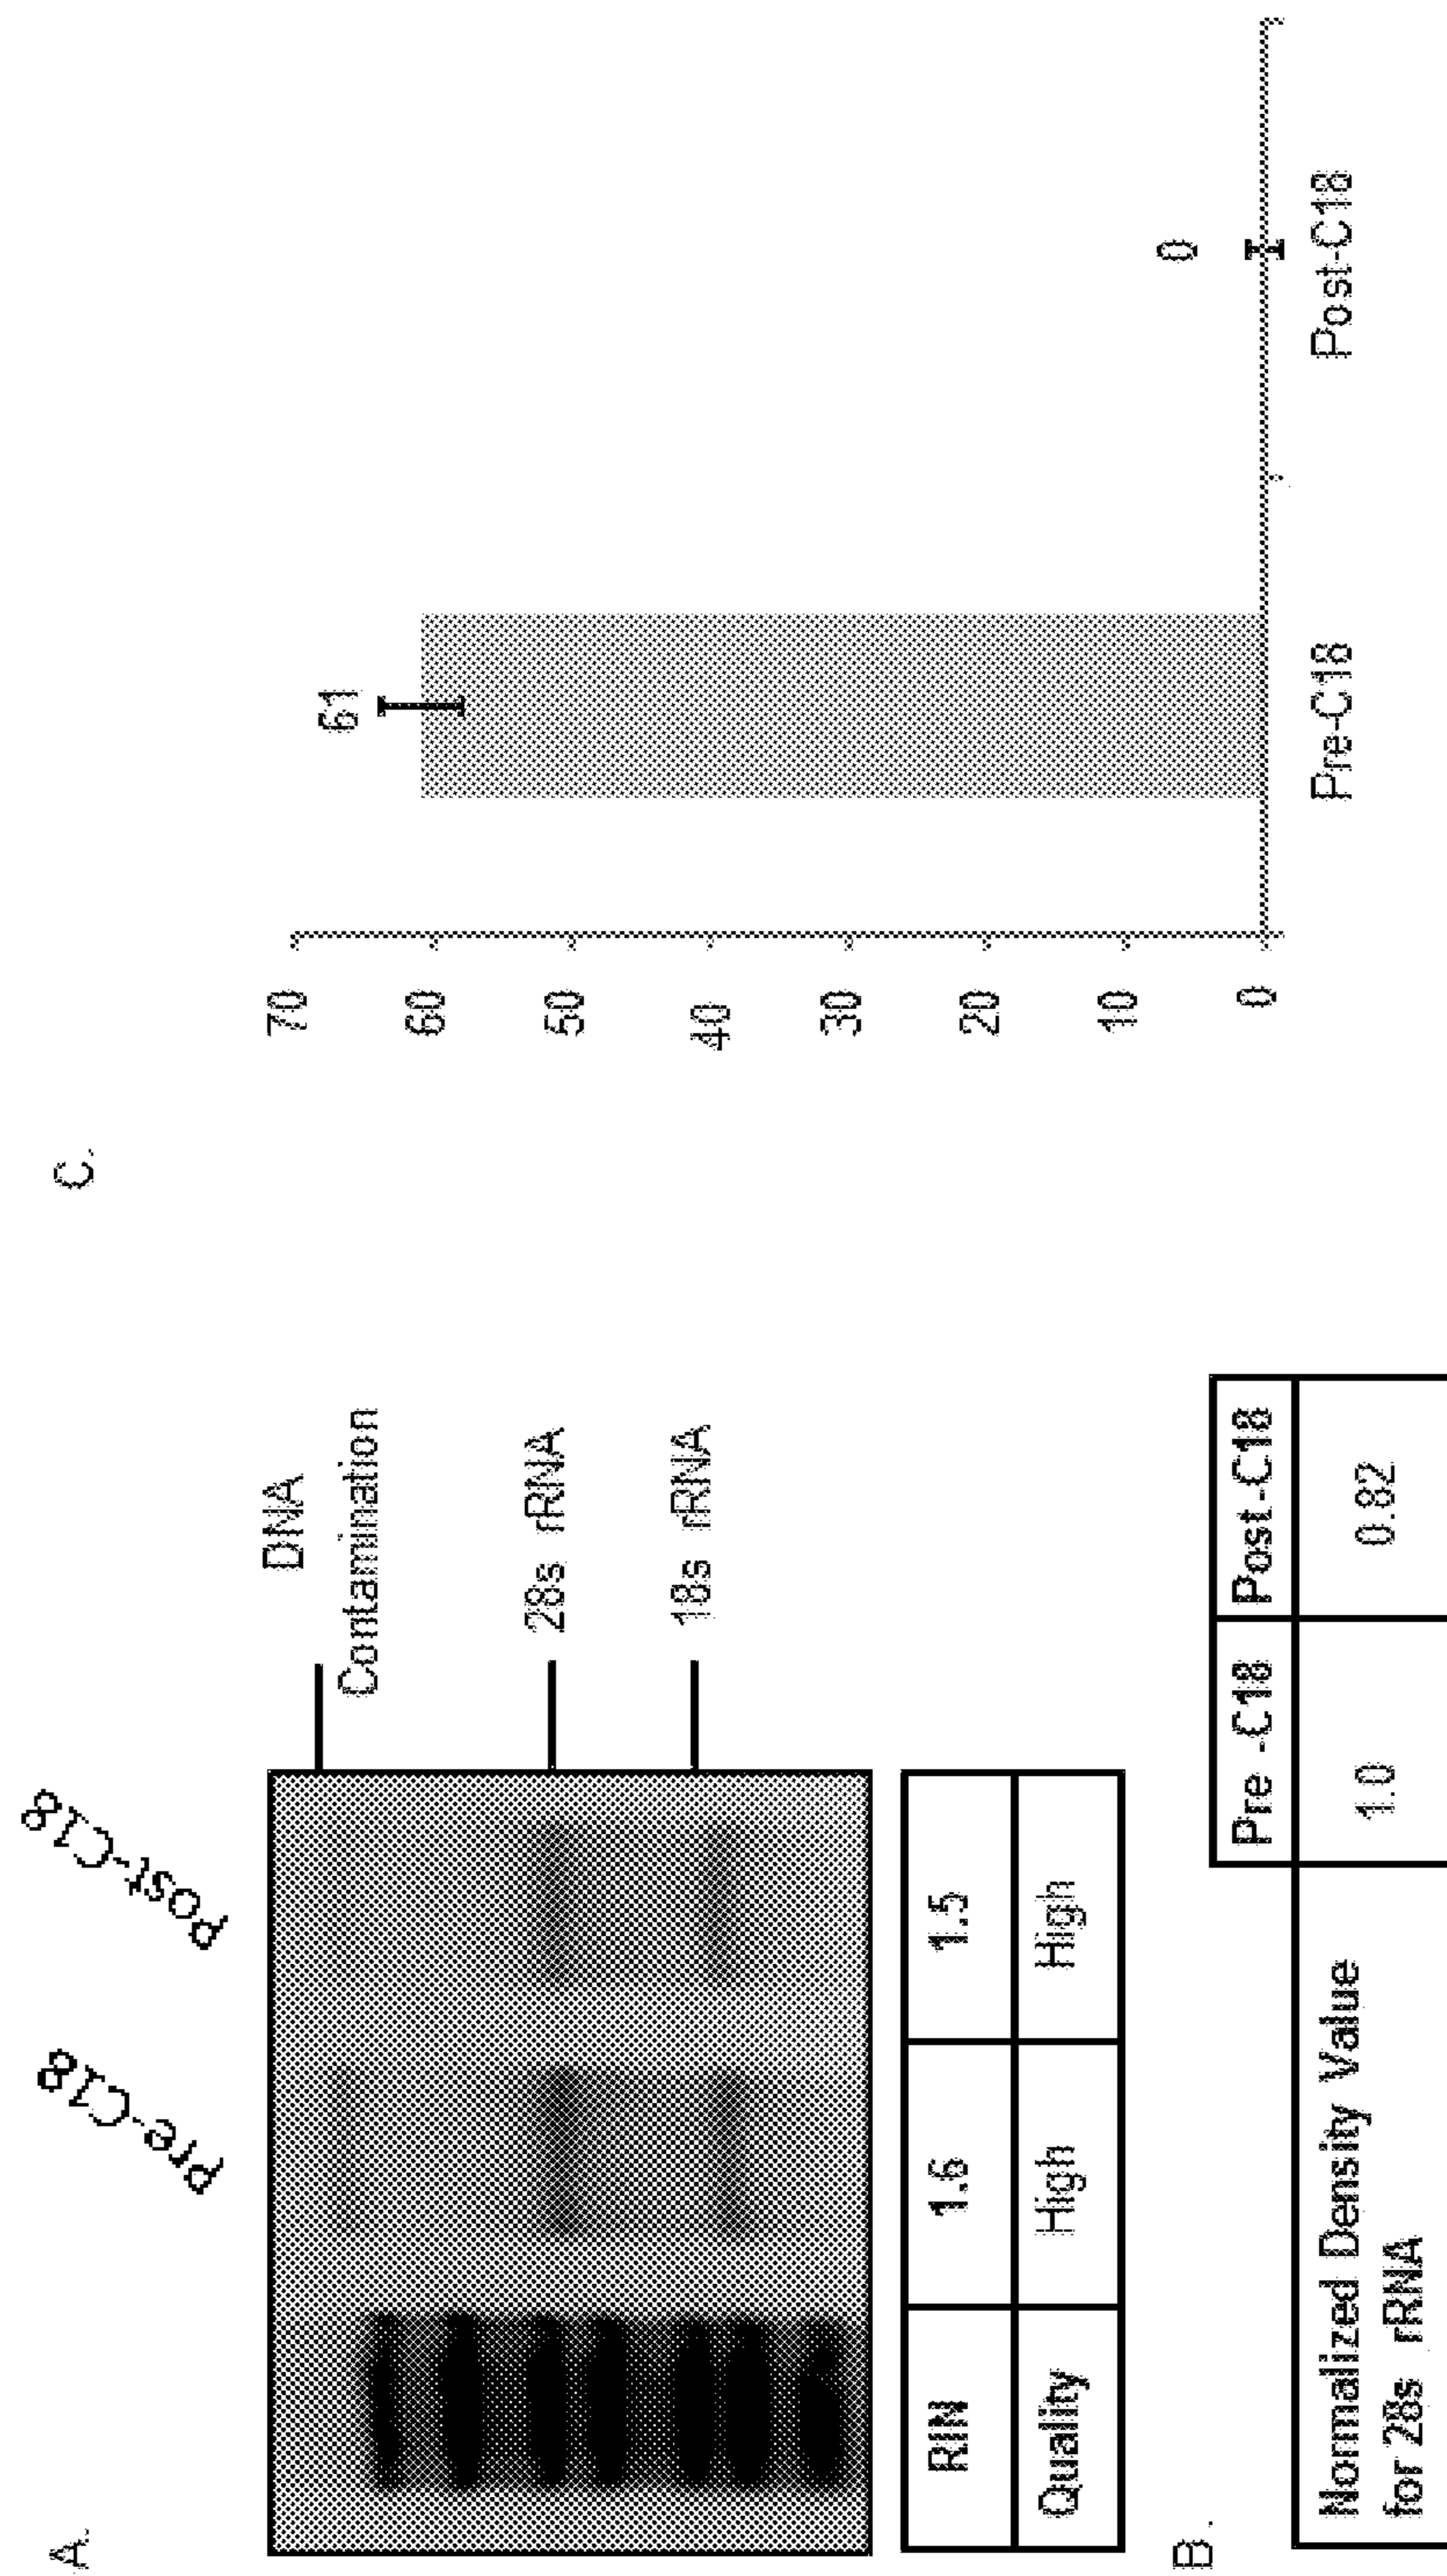 A.
pre-C18
post-C18
DNA
Contamination
28s rRNA
18s rRNA
RIN 1.6 1.5
Quality High High
B.
Pre -C18 Post-C18
Normalized Density Value
for 28s rRNA
1.0 0.82
C.
70
60
50
40
30
20
10
0
61
0
Pre-C18 Post-C18